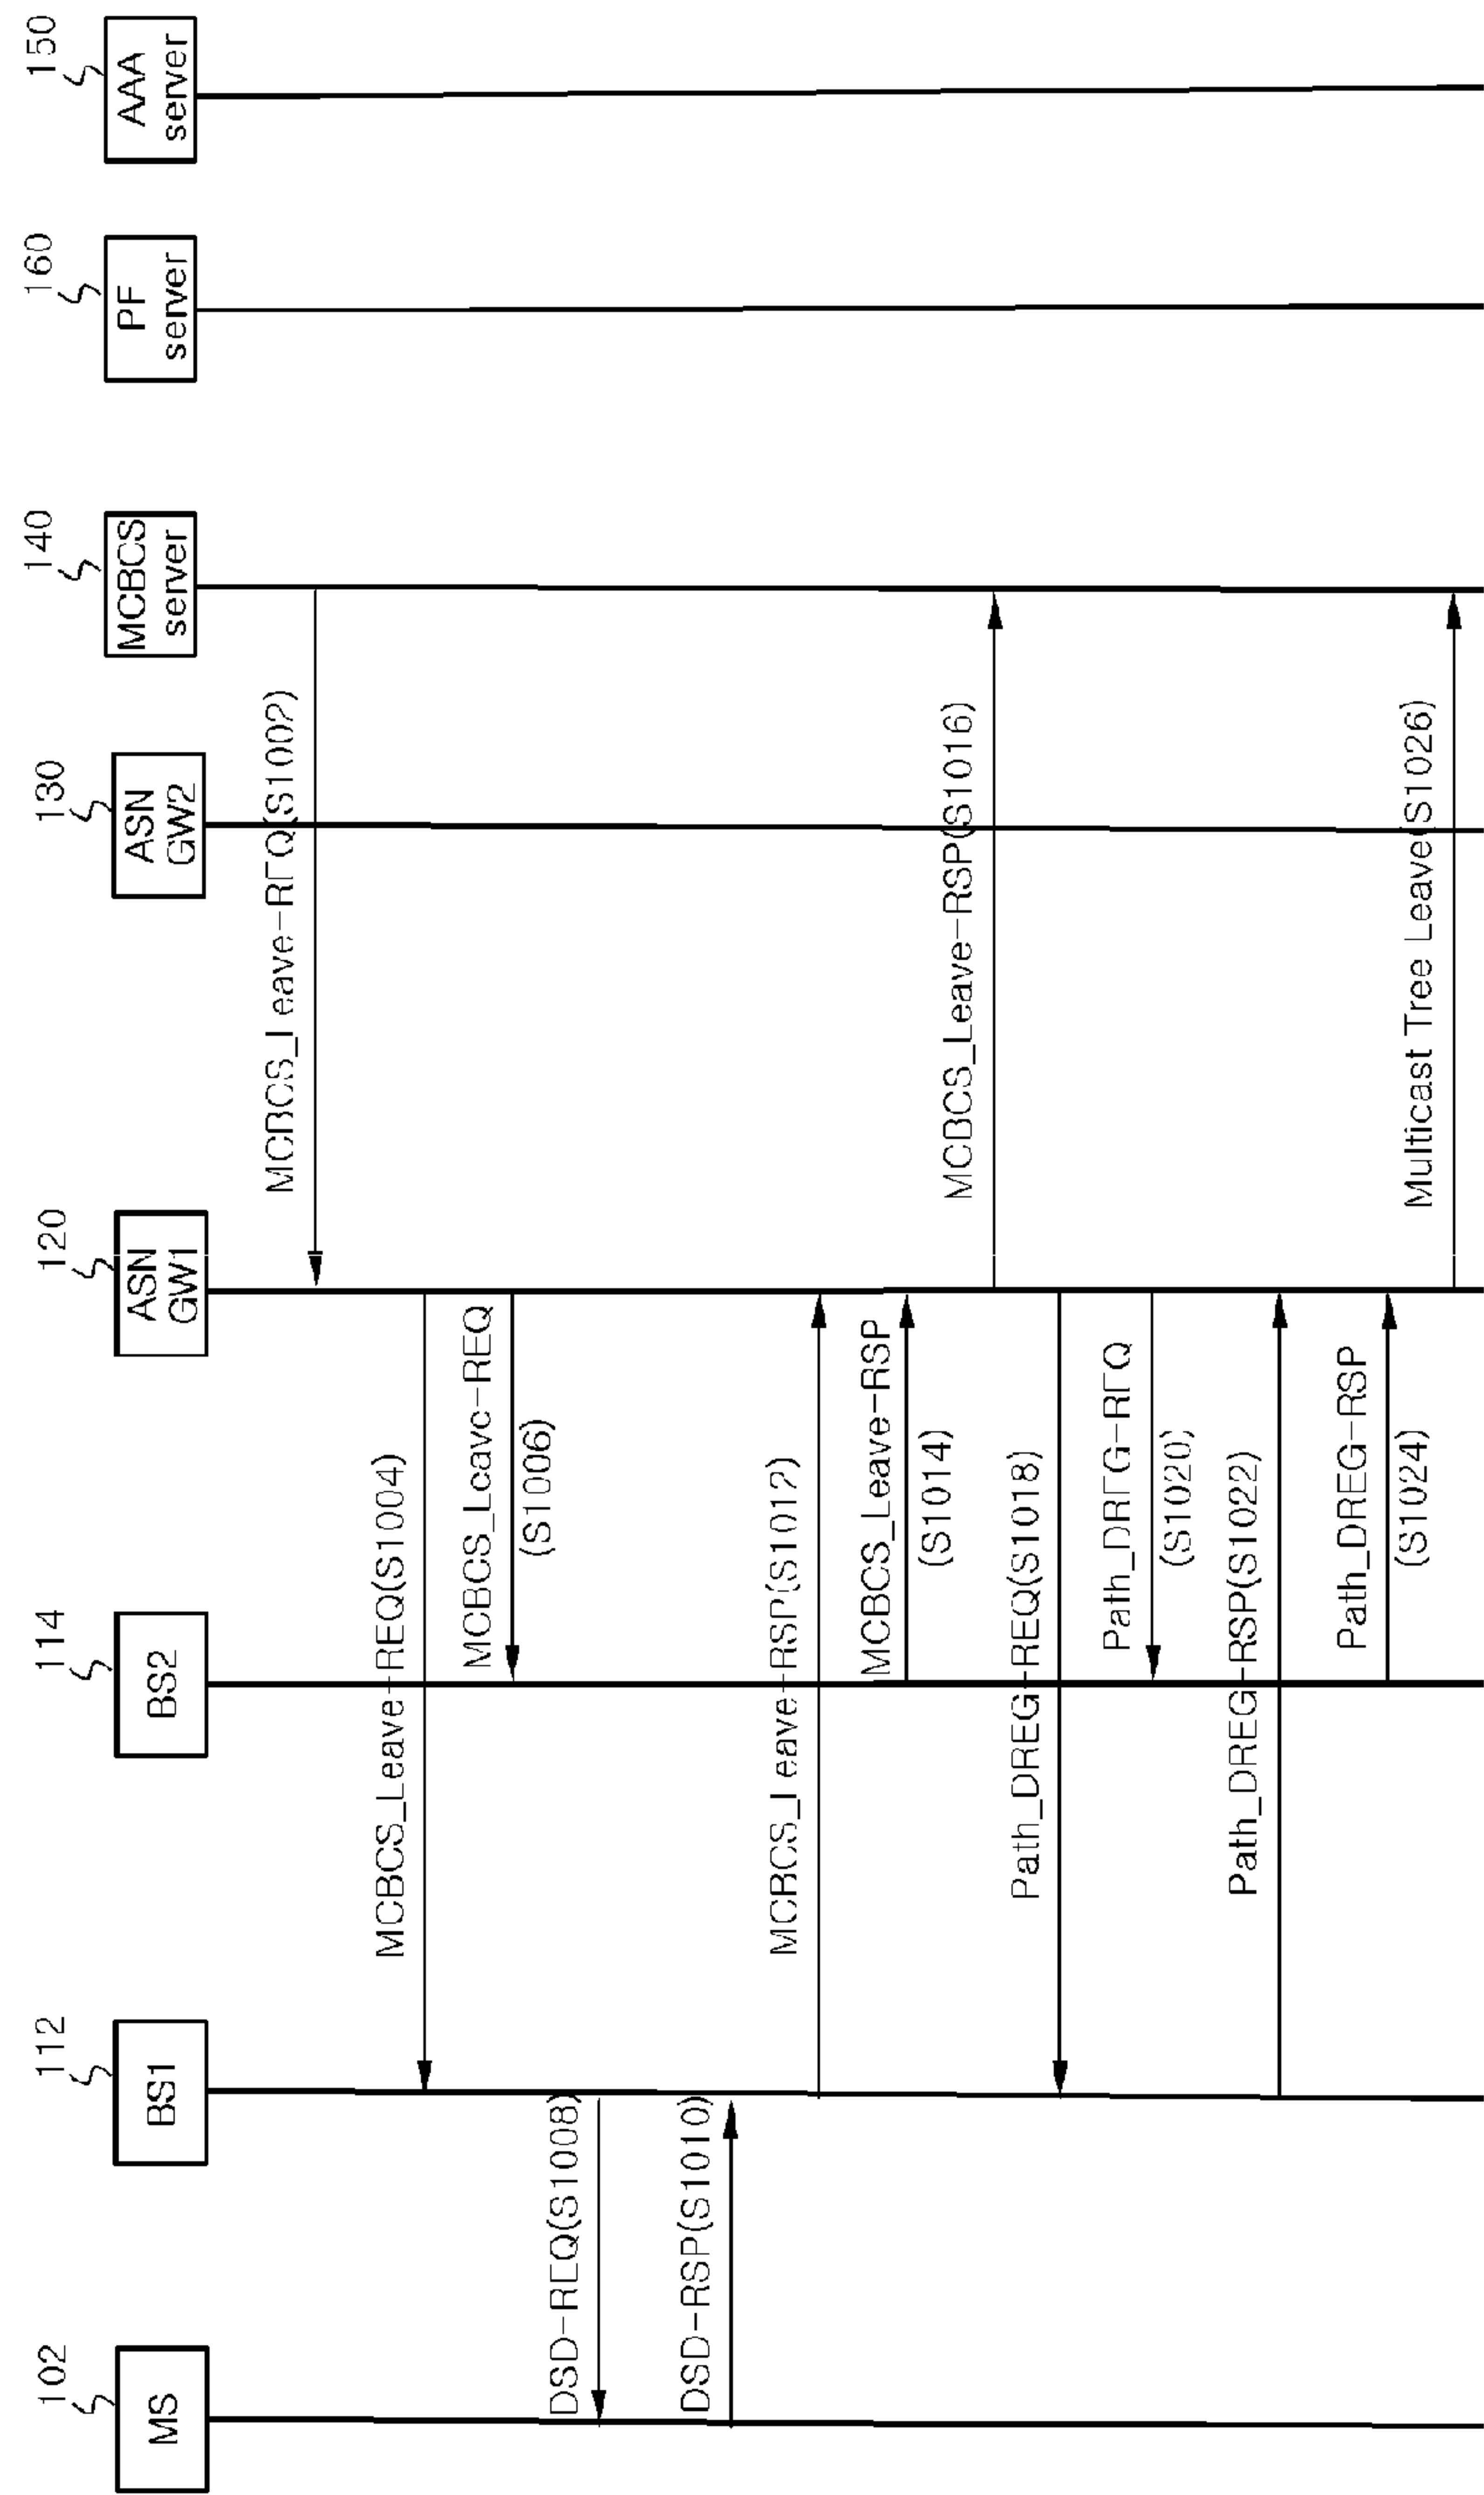 102
MS
112
BS1
114
BS2
120
ASN
GW1
130
ASN
GW2
140
MCBCS
server
160
PF
server
150
AAA
server
MCBCS_Leave-REQ(S1002)
MCBCS_Leave-REQ(S1004)
MCBCS_Leave-REQ
(S1006)
DSD-REQ(S1008)
DSD-RSP(S1010)
MCBCS_Leave-RSP(S1012)
MCBCS_Leave-RSP
(S1014)
MCBCS_Leave-RSP(S1016)
Path_DREG-REQ(S1018)
Path_DREG-REQ
(S1020)
Path_DREG-RSP(S1022)
Path_DREG-RSP
(S1024)
Multicast Tree Leave(S1026)